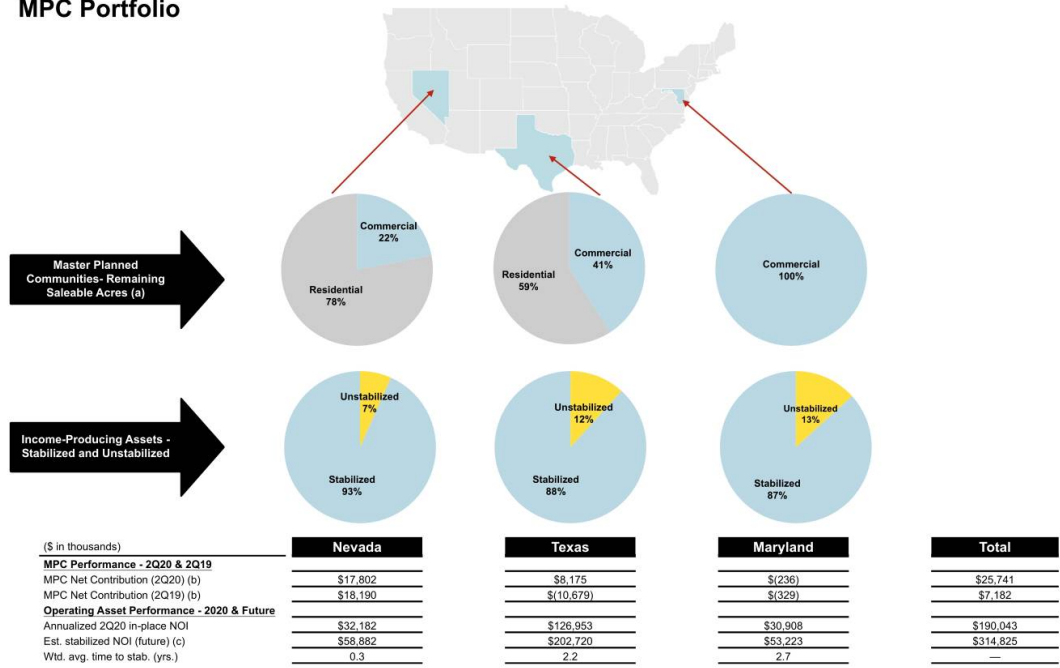 MPC Portfolio
Master Planned
Communities- Remaining
Saleable Acres (a)
Commercial
22%
Residential
78%
Commercial
41%
Residential
59%
Commercial
100%
Income-Producing Assets -
Stabilized and Unstabilized
Unstabilized
7%
Stabilized
93%
Unstabilized
12%
Stabilized
88%
Unstabilized
13%
Stabilized
87%
($ in thousands) Nevada Texas Maryland Total
MPC Performance - 2Q20 & 2Q19
MPC Net Contribution (2Q20) (b) $17,802 $8,175 $(236) $25,741
MPC Net Contribution (2Q19) (b) $18,190 $(10,679) $(329) $7,182
Operating Asset Performance - 2020 & Future
Annualized 2Q20 in-place NOI $32,182 $126,953 $30,908 $190,043
Est. stabilized NOI (future) (c) $58,882 $202,720 $53,223 $314,825
Wtd. avg. time to stab. (yrs.) 0.3 2.2 2.7 —